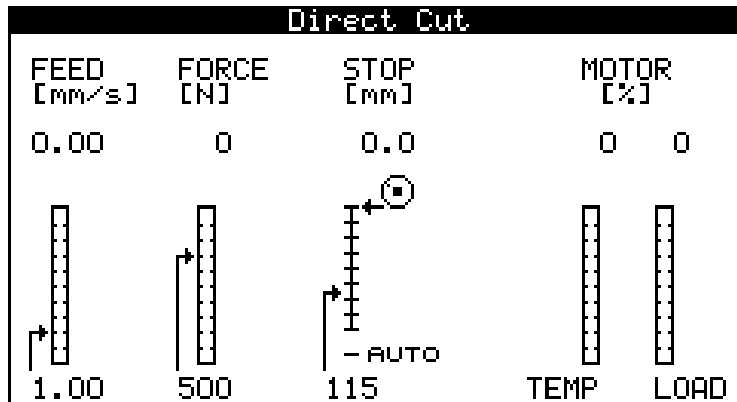 Direct Cut
FEED FORCE STOP MOTOR
[mm/s] [N] [mm] [%]
0.00 0 0.0 0 0
AUTO
1.00 500 115 TEMP LOAD